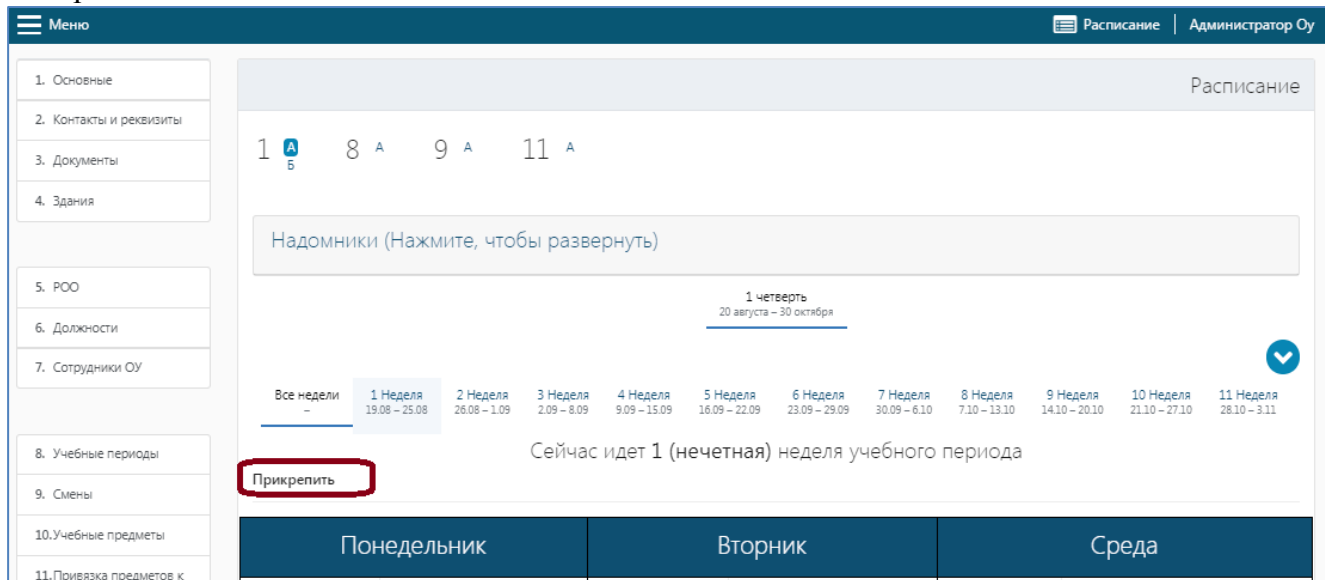 Меню
Расписание
Администратор Оу
1. Основные
2. Контакты и реквизиты
3. Документы
4. Здания
5. РОО
6. Должности
7. Сотрудники ОУ
8. Учебные периоды
9. Смены
10.Учебные предметы
11.Привязка предметов к
Расписание
1 А 8 А 9 А 11 А
Б
Надомники (Нажмите, чтобы развернуть)
1 четверть
20 августа – 30 октября
Все недели 1 Неделя 2 Неделя 3 Неделя 4 Неделя 5 Неделя 6 Неделя 7 Неделя 8 Неделя 9 Неделя 10 Неделя 11 Неделя
– 19.08 – 25.08 26.08 – 1.09 2.09 – 8.09 9.09 – 15.09 16.09 – 22.09 23.09 – 29.09 30.09 – 6.10 7.10 – 13.10 14.10 – 20.10 21.10 – 27.10 28.10 – 3.11
Сейчас идет 1 (нечетная) неделя учебного периода
Прикрепить
Понедельник Вторник Среда